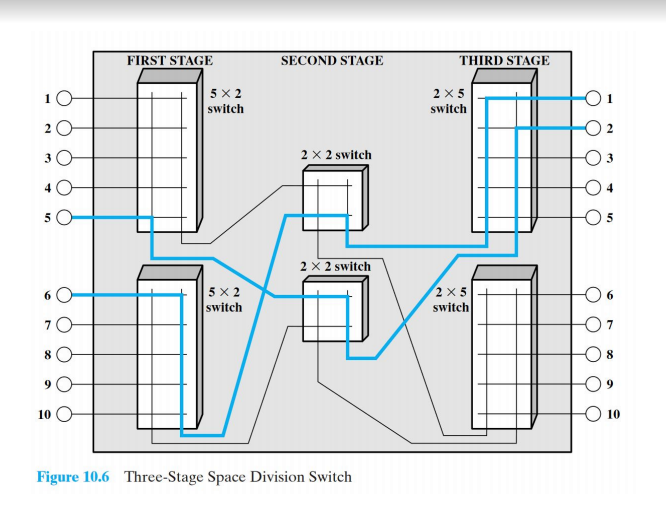 FIRST STAGE SECOND STAGE THIRD STAGE
5 × 2
switch
2 × 5
switch
1
2
3
4
5
1
2
3
4
5
2 × 2 switch
2 × 2 switch
5 × 2
switch
2 × 5
switch
6
7
8
9
10
6
7
8
9
10
Figure 10.6 Three-Stage Space Division Switch